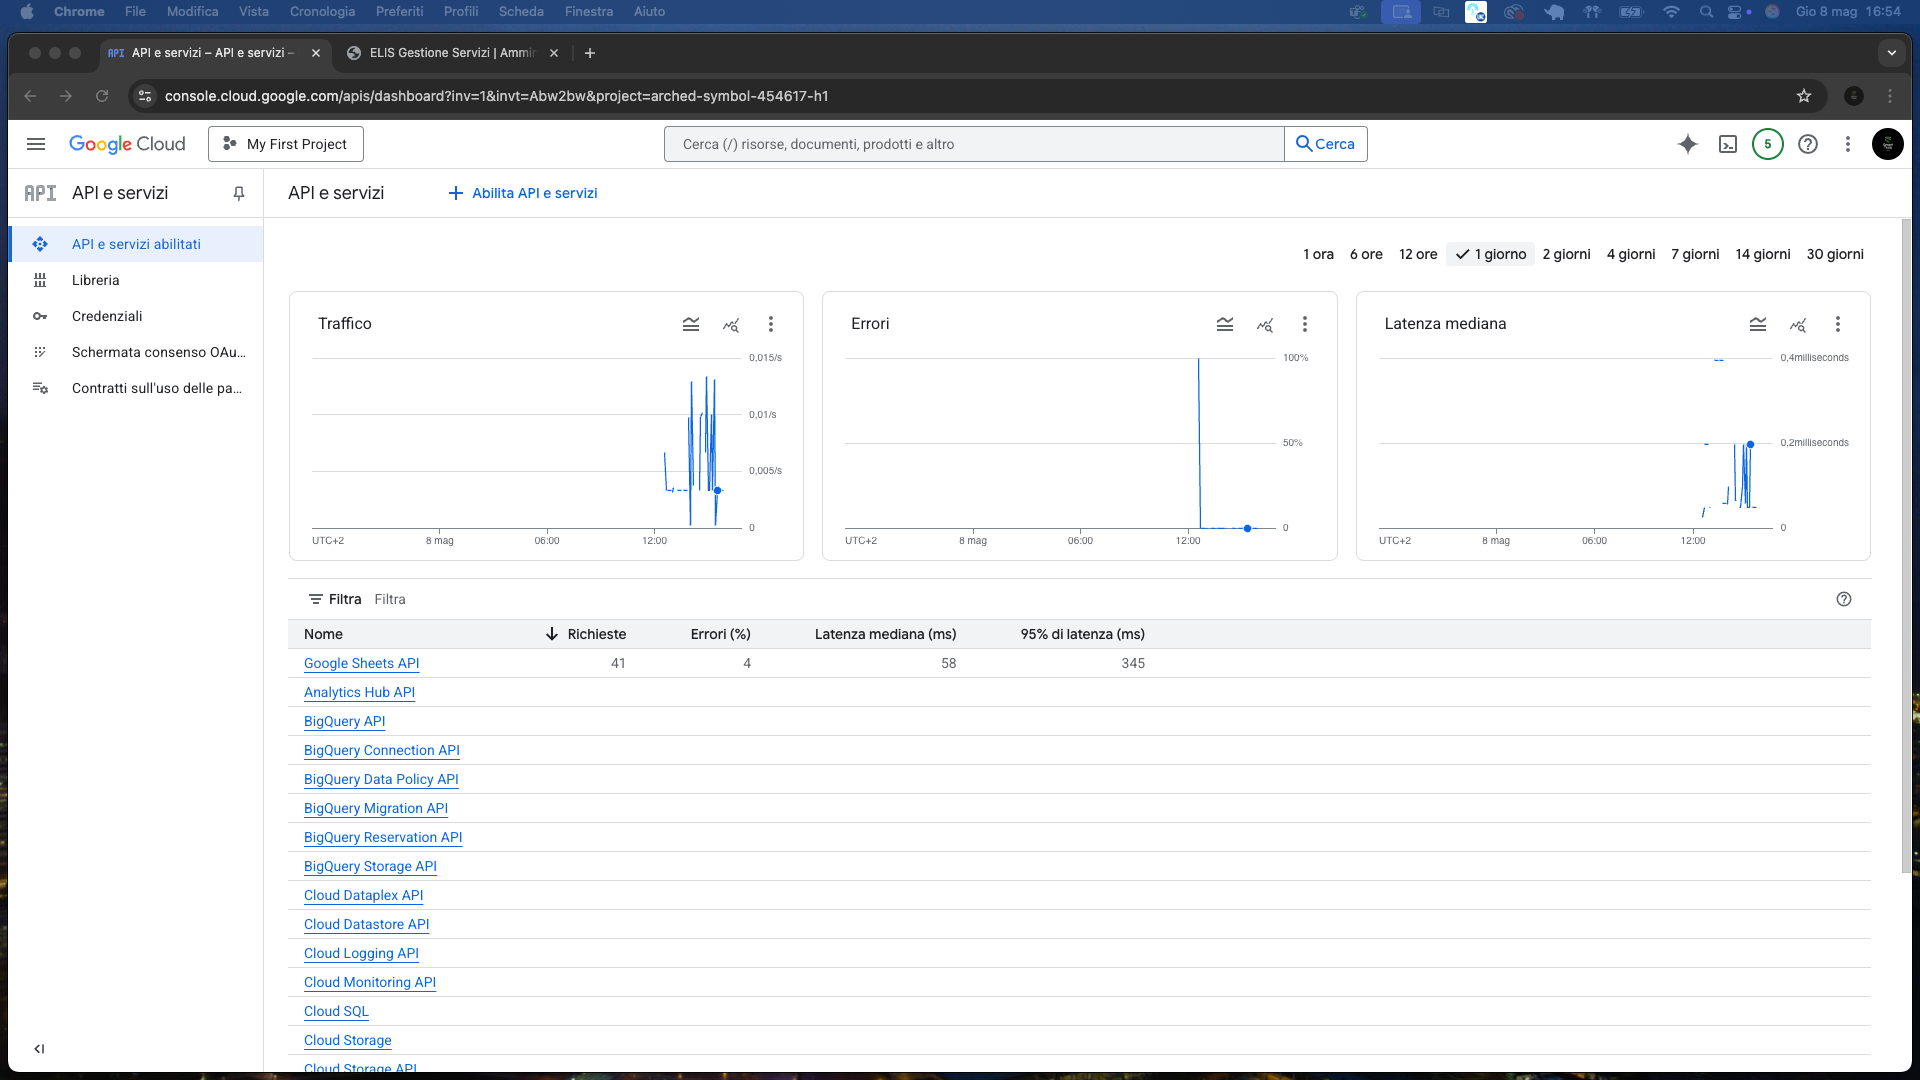 Chrome File Modifica Vista Cronologia Preferiti Profili Scheda Finestra Aiuto Gio 8 mag 16:54
API API e servizi – API e servizi – ELIS Gestione Servizi | Ammin
console.cloud.google.com/apis/dashboard?inv=1&invt=Abw2bw&project=arched-symbol-454617-h1
Google Cloud My First Project Cerca (/) risorse, documenti, prodotti e altro Cerca 5
API API e servizi API e servizi Abilita API e servizi
API e servizi abilitati
Libreria
Credenziali
Schermata consenso OAu...
Contratti sull'uso delle pa...
1 ora 6 ore 12 ore 1 giorno 2 giorni 4 giorni 7 giorni 14 giorni 30 giorni
Traffico
0,015/s
0,01/s
0,005/s
0
UTC+2 8 mag 06:00 12:00
Errori
100%
50%
0
UTC+2 8 mag 06:00 12:00
Latenza mediana
0,4milliseconds
0,2milliseconds
0
UTC+2 8 mag 06:00 12:00
Filtra Filtra
Nome Richieste Errori (%) Latenza mediana (ms) 95% di latenza (ms)
Google Sheets API 41 4 58 345
Analytics Hub API
BigQuery API
BigQuery Connection API
BigQuery Data Policy API
BigQuery Migration API
BigQuery Reservation API
BigQuery Storage API
Cloud Dataplex API
Cloud Datastore API
Cloud Logging API
Cloud Monitoring API
Cloud SQL
Cloud Storage
Cloud Storage API